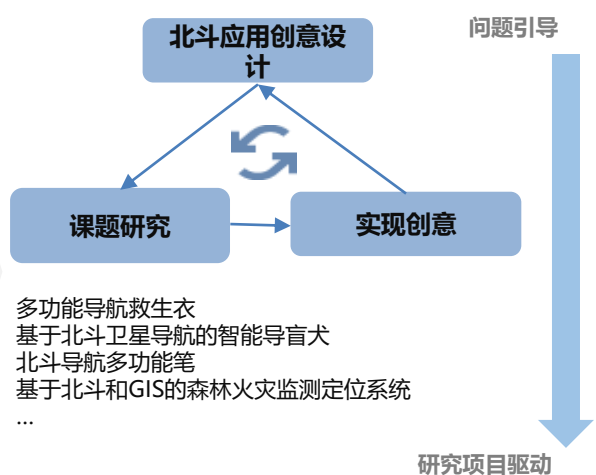 问题引导
北斗应用创意设
计
课题研究
实现创意
多功能导航救生衣
基于北斗卫星导航的智能导盲犬
北斗导航多功能笔
基于北斗和GIS的森林火灾监测定位系统
...
研究项目驱动